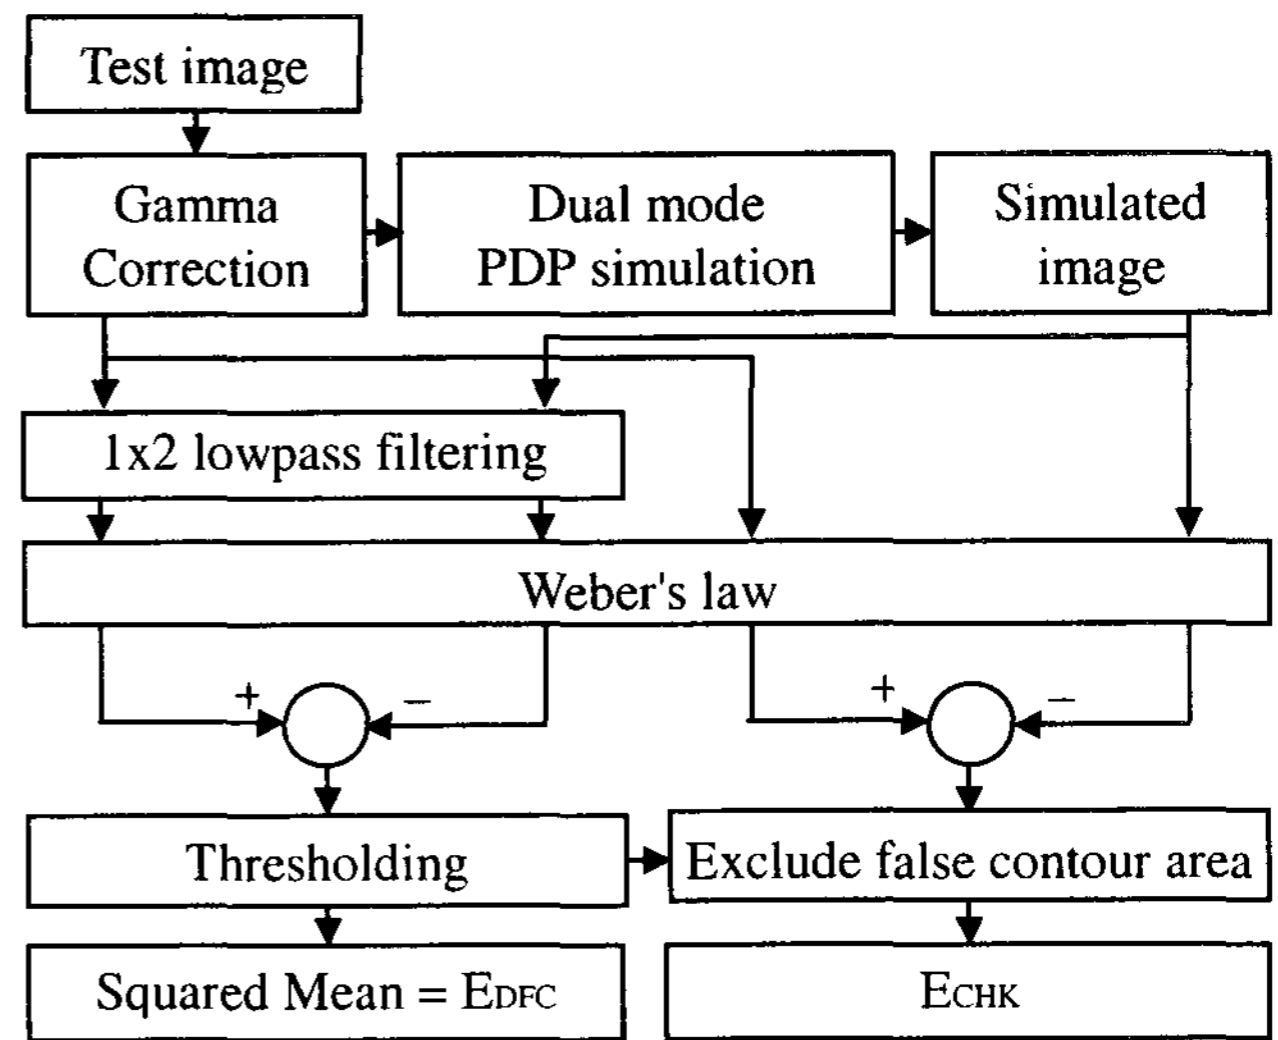 Test image
Gamma
Correction
Dual mode
PDP simulation
Simulated
image
1x2 lowpass filtering
Weber's law
+
−
+
−
Thresholding
Exclude false contour area
Squared Mean = EDFC
ECHK